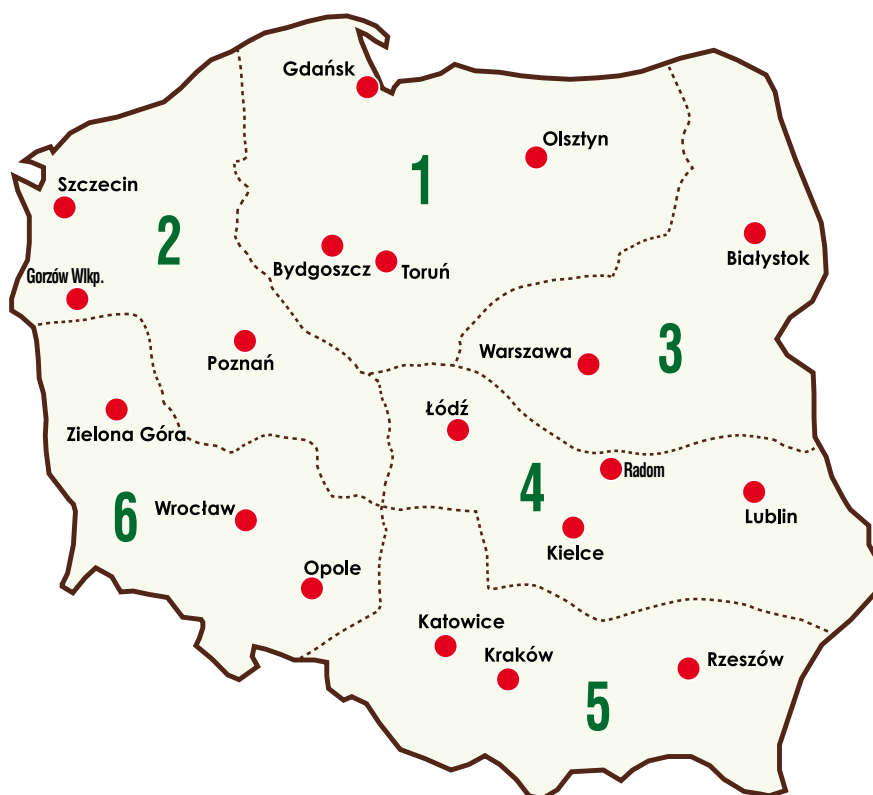 Gdańsk
Olsztyn
1
Szczecin
2
Białystok
Bydgoszcz
Toruń
Gorzów Wlkp.
Warszawa
3
Poznań
Łódź
Zielona Góra
Radom
4
6
Wrocław
Lublin
Kielce
Opole
Katowice
Kraków
Rzeszów
5